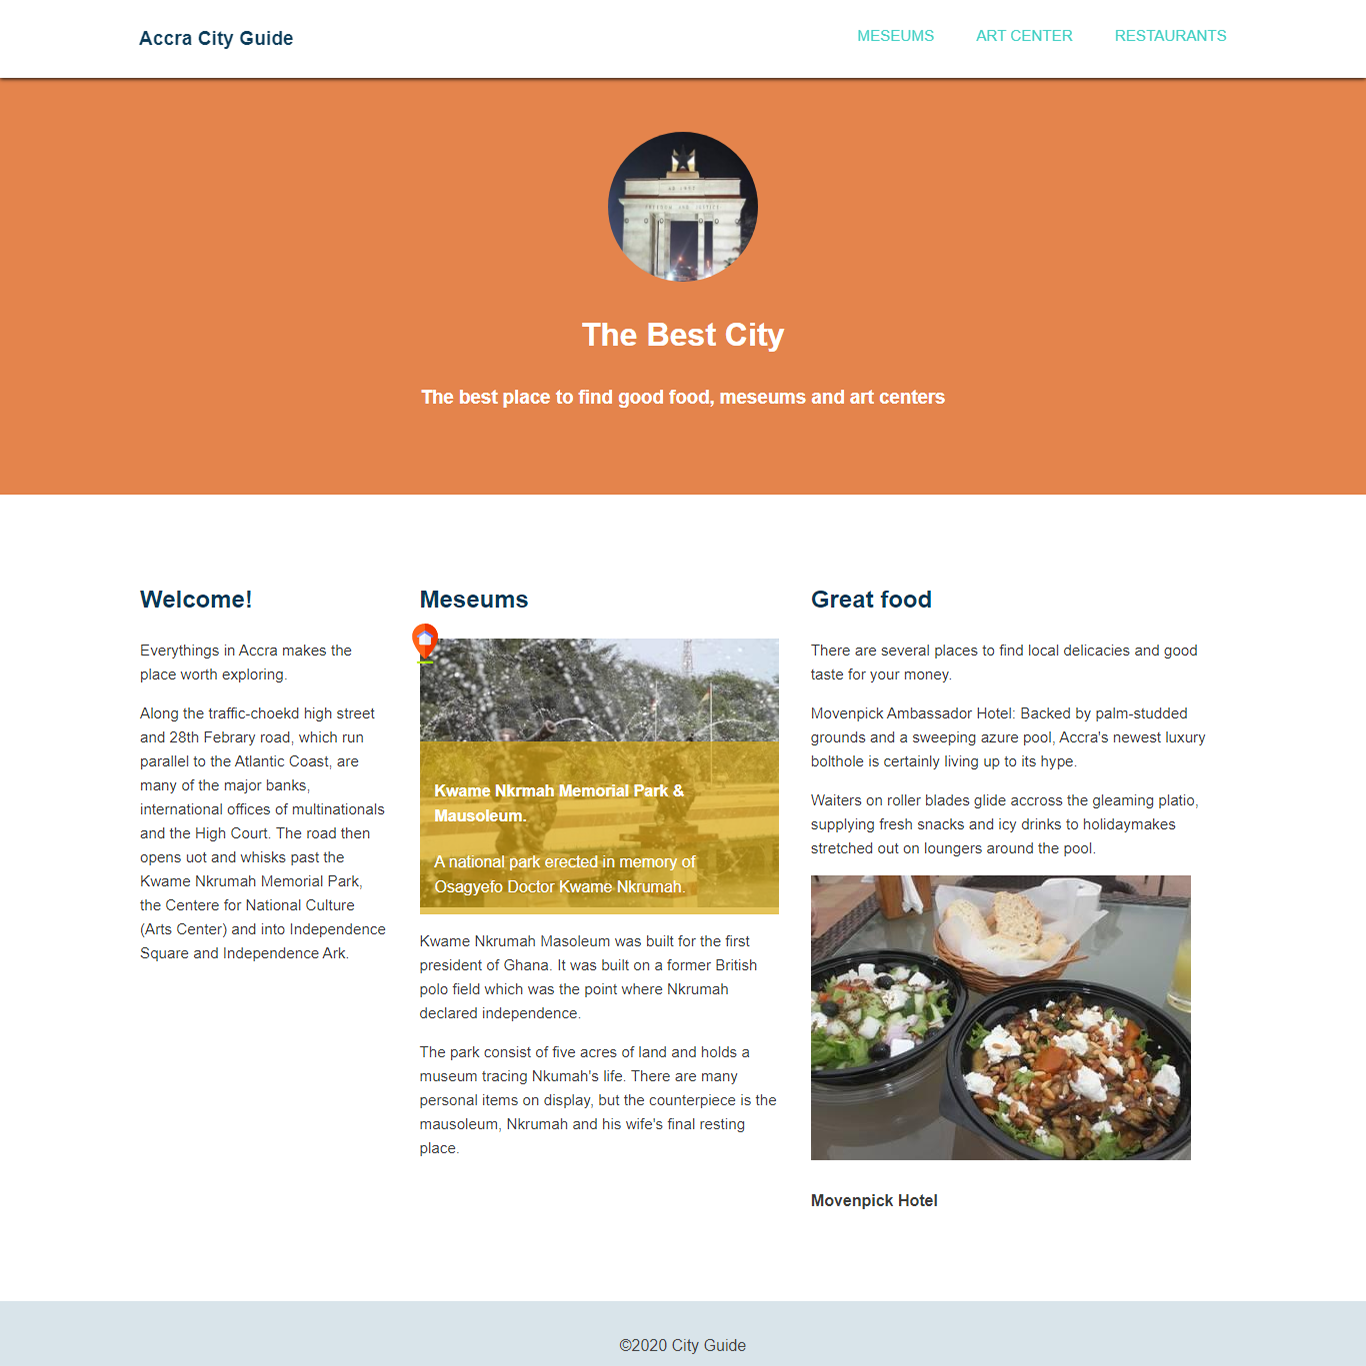 Accra City Guide
MESEUMS
ART CENTER
RESTAURANTS
FREEDOM AND JUSTICE
The Best City
The best place to find good food, meseums and art centers
Welcome!
Everythings in Accra makes the
place worth exploring.
Along the traffic-choekd high street
and 28th Febrary road, which run
parallel to the Atlantic Coast, are
many of the major banks,
international offices of multinationals
and the High Court. The road then
opens uot and whisks past the
Kwame Nkrumah Memorial Park,
the Centere for National Culture
(Arts Center) and into Independence
Square and Independence Ark.
Meseums
Kwame Nkrmah Memorial Park &
Mausoleum.
A national park erected in memory of
Osagyefo Doctor Kwame Nkrumah.
Kwame Nkrumah Masoleum was built for the first
president of Ghana. It was built on a former British
polo field which was the point where Nkrumah
declared independence.
The park consist of five acres of land and holds a
museum tracing Nkumah's life. There are many
personal items on display, but the counterpiece is the
mausoleum, Nkrumah and his wife's final resting
place.
Great food
There are several places to find local delicacies and good
taste for your money.
Movenpick Ambassador Hotel: Backed by palm-studded
grounds and a sweeping azure pool, Accra's newest luxury
bolthole is certainly living up to its hype.
Waiters on roller blades glide accross the gleaming platio,
supplying fresh snacks and icy drinks to holidaymakes
stretched out on loungers around the pool.
Movenpick Hotel
©2020 City Guide